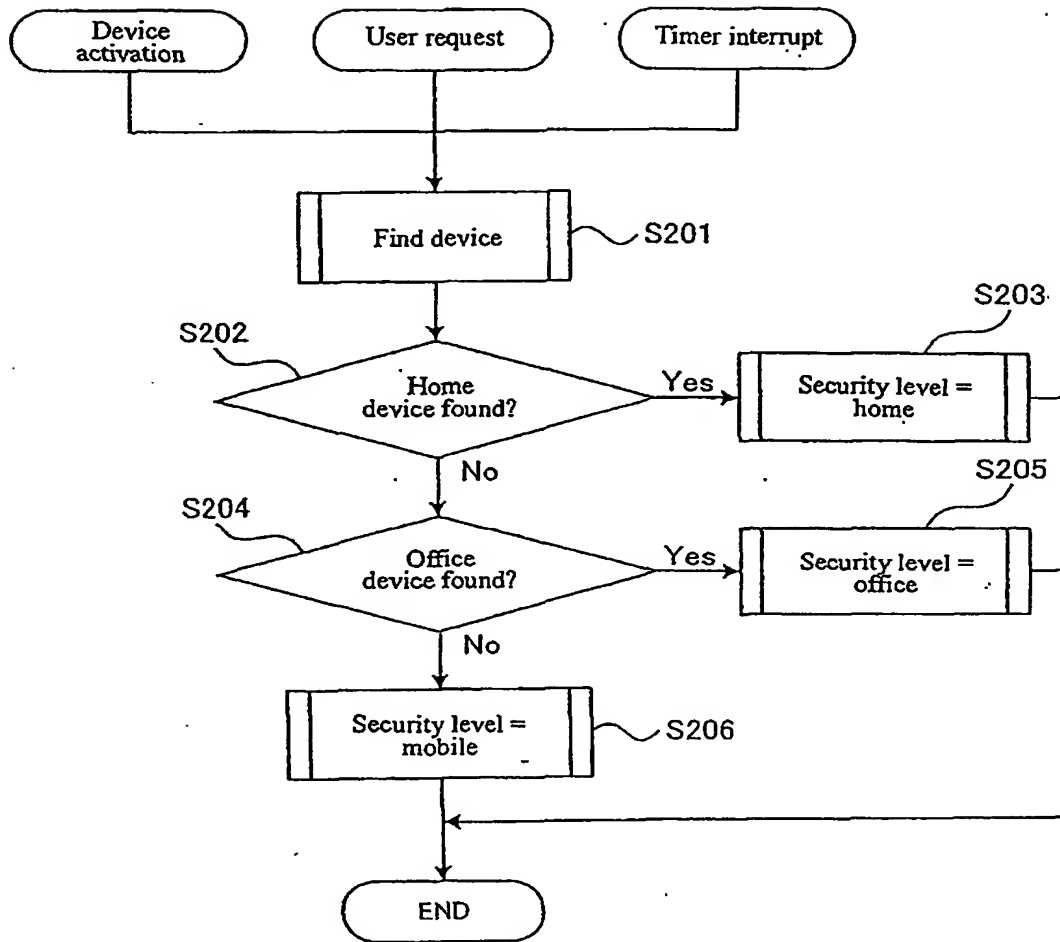 Device
activation
User request
Timer interrupt
Find device
S201
S202
Home
device found?
Yes
S203
Security level =
home
No
S204
Office
device found?
Yes
S205
Security level =
office
No
Security level =
mobile
S206
END